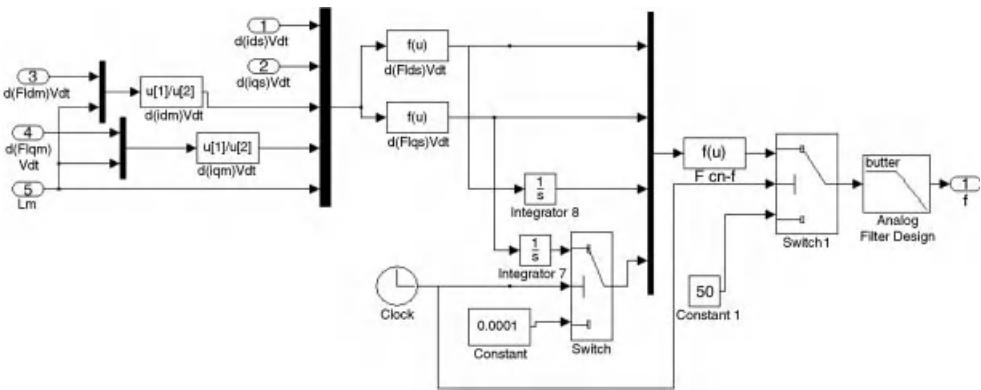 1
d(ids)Vdt
2
d(iqs)Vdt
3
d(Fldm)Vdt
u[1]/u[2]
d(idm)Vdt
4
d(Flqm)
Vdt
u[1]/u[2]
d(iqm)Vdt
5
Lm
f(u)
d(Flds)Vdt
f(u)
d(Flqs)Vdt
1
s
Integrator 8
1
s
Integrator 7
Clock
0.0001
Constant
Switch
f(u)
F cn-f
50
Constant 1
Switch1
butter
Analog
Filter Design
1
f